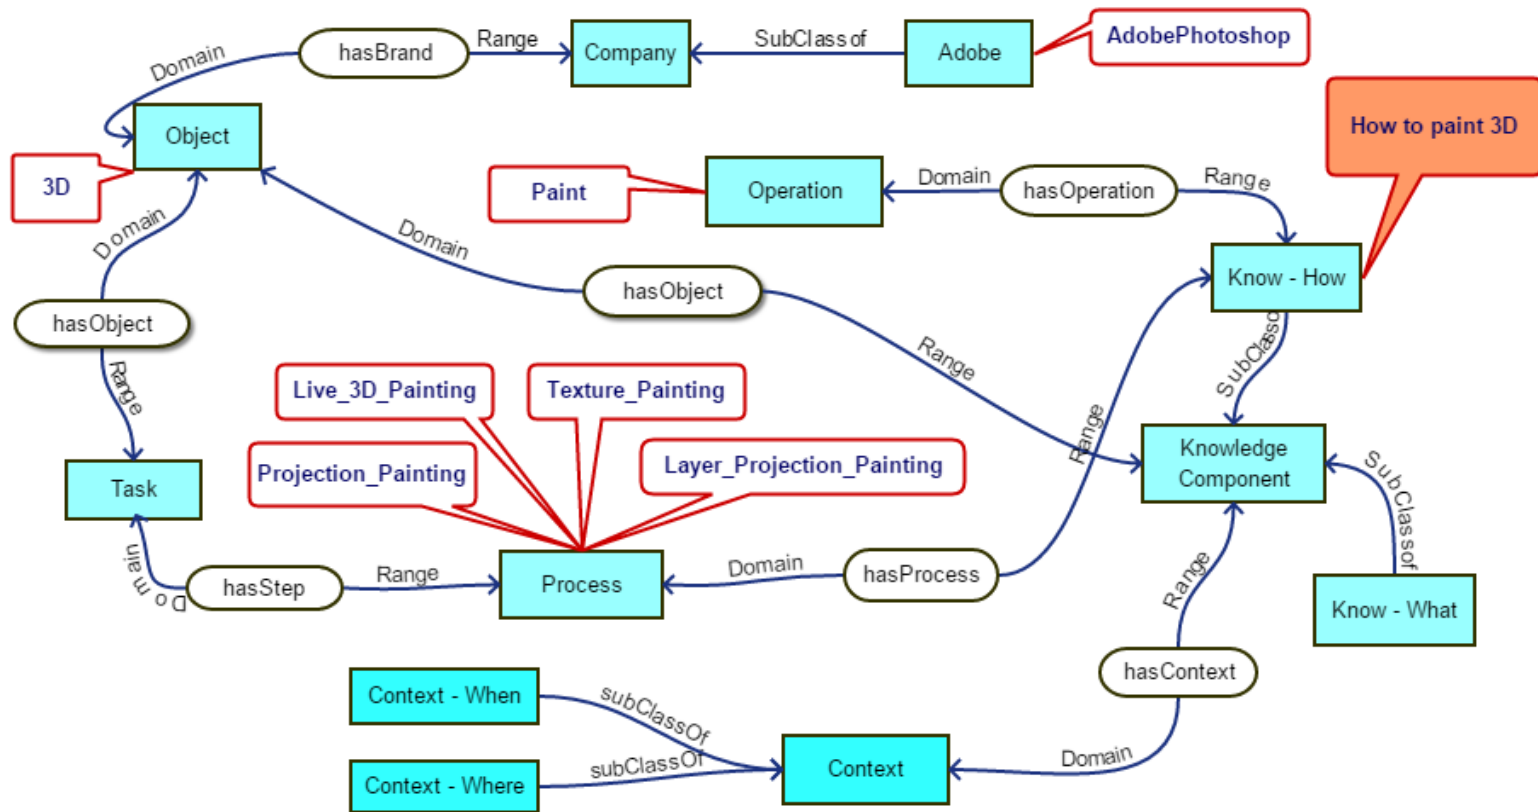 hasBrand
Range
Company
SubClassof
Adobe
AdobePhotoshop
Domain
Object
3D
How to paint 3D
Paint
Operation
Domain
hasOperation
Range
Domain
Domain
hasObject
Know - How
hasObject
Range
Range
SubClasso
Live_3D_Painting
Texture_Painting
Projection_Painting
Layer_Projection_Painting
Range
Knowledge
Component
SubClassof
Task
Domain
hasStep
Range
Process
Domain
hasProcess
Range
Know - What
hasContext
Context - When
subClassOf
Context - Where
subClassOf
Context
Domain